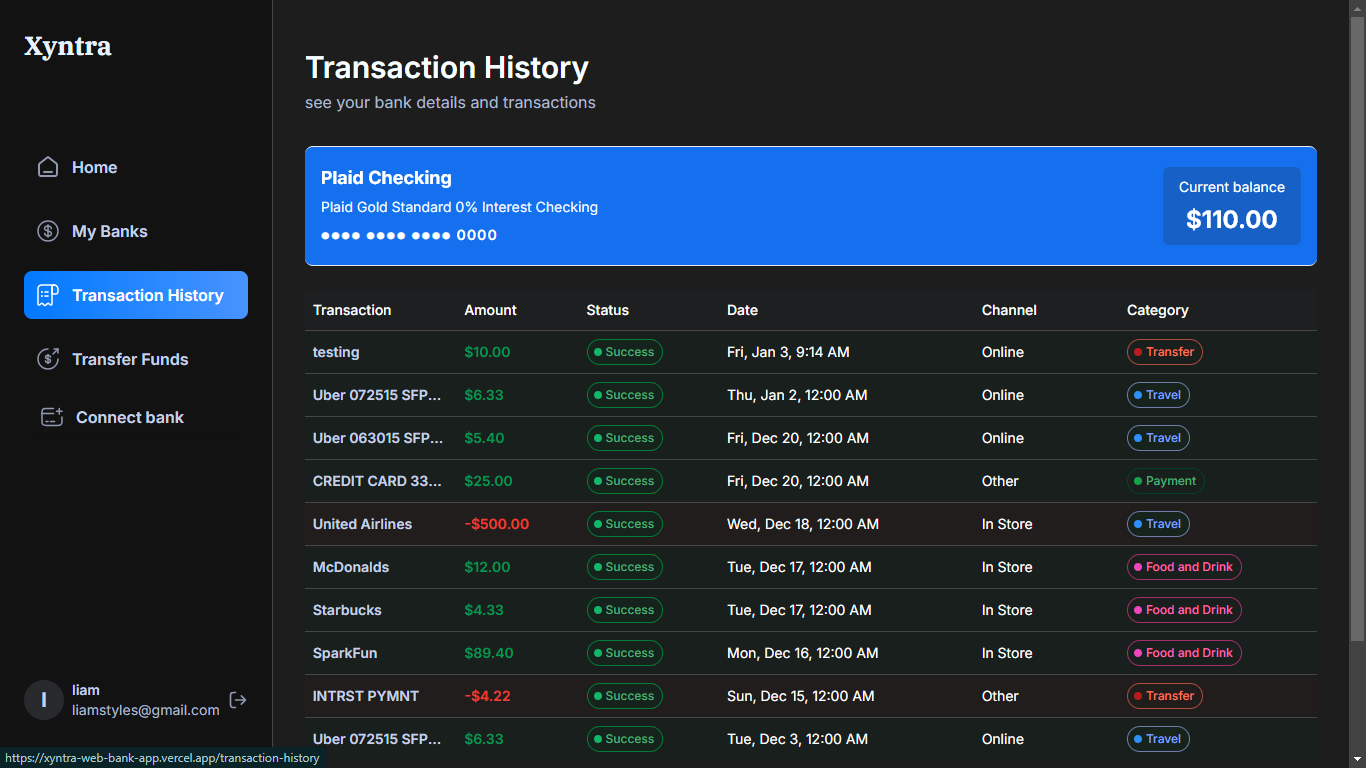 Xyntra
Home
My Banks
Transaction History
Transfer Funds
Connect bank
l
liam
liamstyles@gmail.com
https://xyntra-web-bank-app.vercel.app/transaction-history
Transaction History
see your bank details and transactions
Plaid Checking
Plaid Gold Standard 0% Interest Checking
●●●● ●●●● ●●●● 0000
Current balance
$110.00
Transaction Amount Status Date Channel Category
testing $10.00 Success Fri, Jan 3, 9:14 AM Online Transfer
Uber 072515 SFP... $6.33 Success Thu, Jan 2, 12:00 AM Online Travel
Uber 063015 SFP... $5.40 Success Fri, Dec 20, 12:00 AM Online Travel
CREDIT CARD 33... $25.00 Success Fri, Dec 20, 12:00 AM Other Payment
United Airlines -$500.00 Success Wed, Dec 18, 12:00 AM In Store Travel
McDonalds $12.00 Success Tue, Dec 17, 12:00 AM In Store Food and Drink
Starbucks $4.33 Success Tue, Dec 17, 12:00 AM In Store Food and Drink
SparkFun $89.40 Success Mon, Dec 16, 12:00 AM In Store Food and Drink
INTRST PYMNT -$4.22 Success Sun, Dec 15, 12:00 AM Other Transfer
Uber 072515 SFP... $6.33 Success Tue, Dec 3, 12:00 AM Online Travel